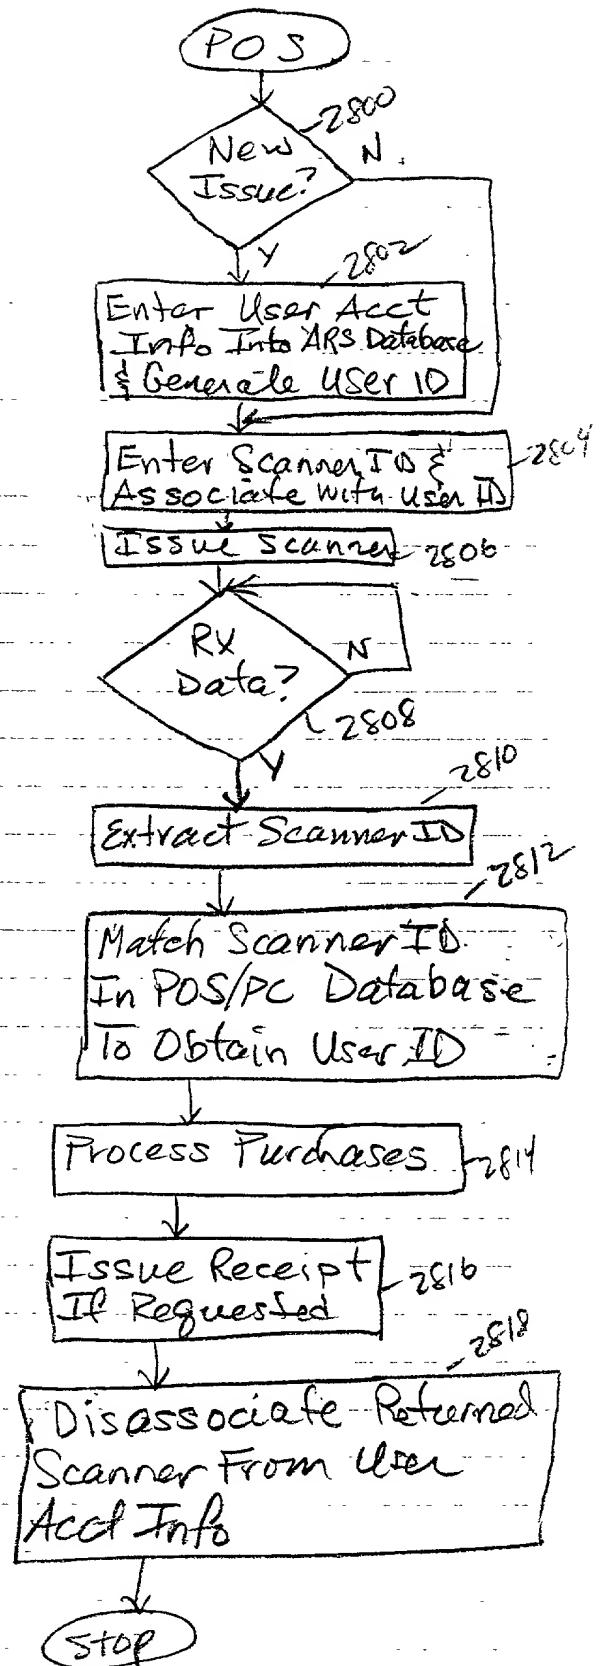 POS
2800
New
Issue?
N
Y
2802
Enter User Acct
Info Into ARS Database
& Generate User ID
Enter Scanner ID &
Associate with User ID
2804
Issue Scanner
2806
RX
Data?
N
2808
Y
2810
Extract Scanner ID
2812
Match Scanner ID
In POS/PC Database
To Obtain User ID
Process Purchases
2814
Issue Receipt
If Requested
2816
2818
Disassociate Returned
Scanner From User
Acct Info
Stop